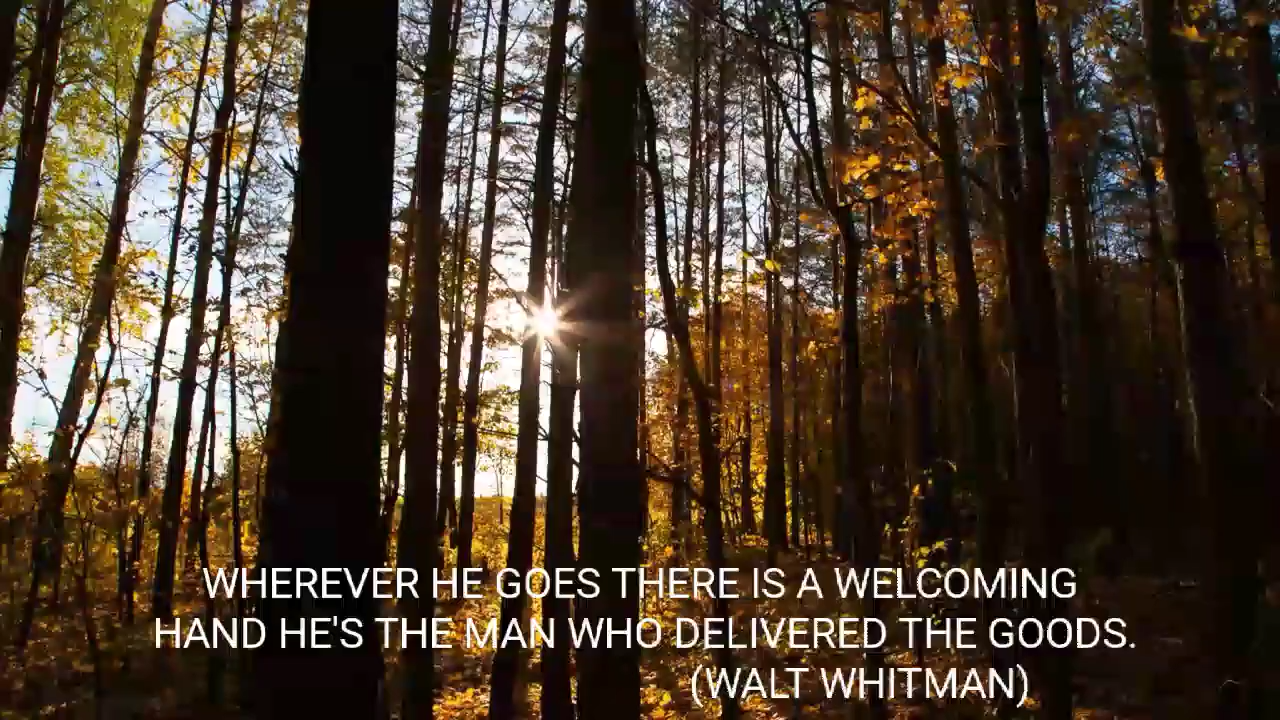 WHEREVER HE GOES THERE IS A WELCOMING
HAND HE'S THE MAN WHO DELIVERED THE GOODS.
(WALT WHITMAN)